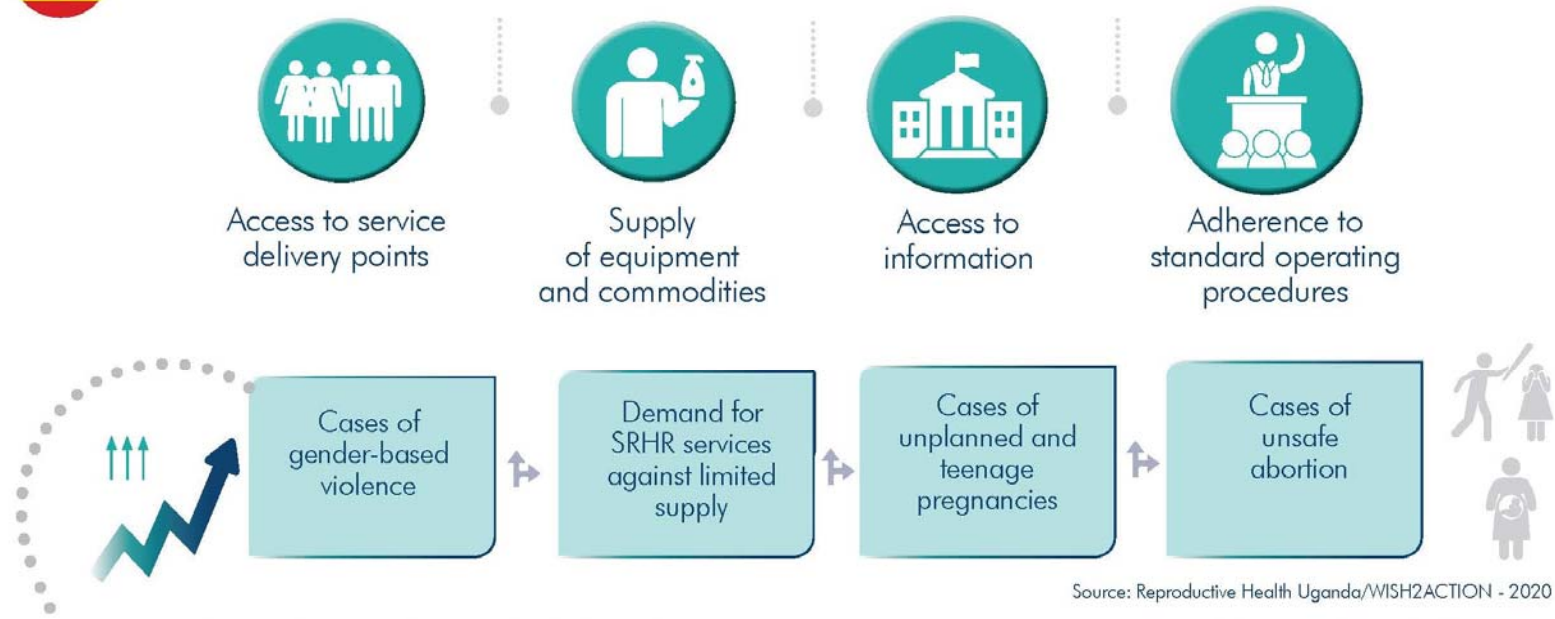 Access to service
delivery points
Supply
of equipment
and commodities
Access to
information
Adherence to
standard operating
procedures
Cases of
gender-based
violence
Demand for
SRHR services
against limited
supply
Cases of
unplanned and
teenage
pregnancies
Cases of
unsafe
abortion
Source: Reproductive Health Uganda/WISH2ACTION - 2020